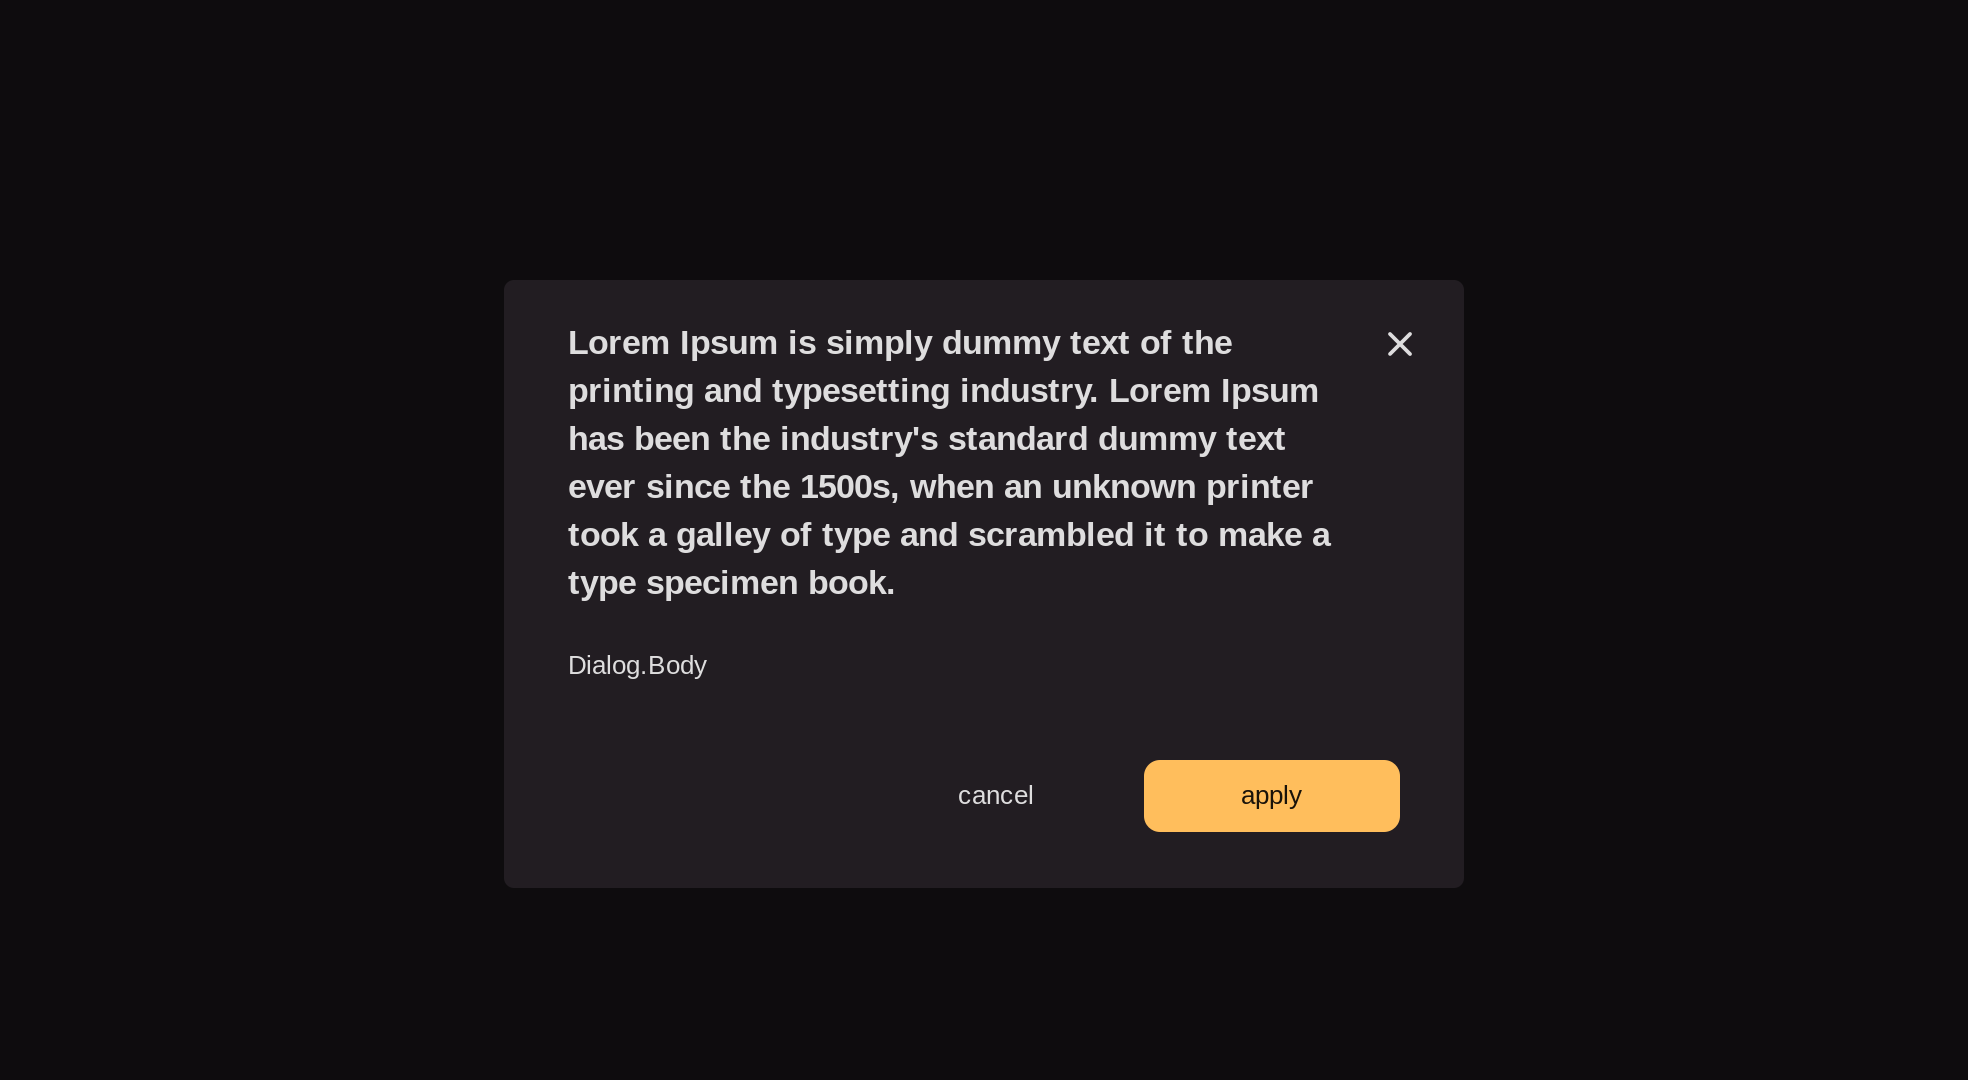 Lorem Ipsum is simply dummy text of the
printing and typesetting industry. Lorem Ipsum
has been the industry's standard dummy text
ever since the 1500s, when an unknown printer
took a galley of type and scrambled it to make a
type specimen book.
Dialog.Body
cancel
apply